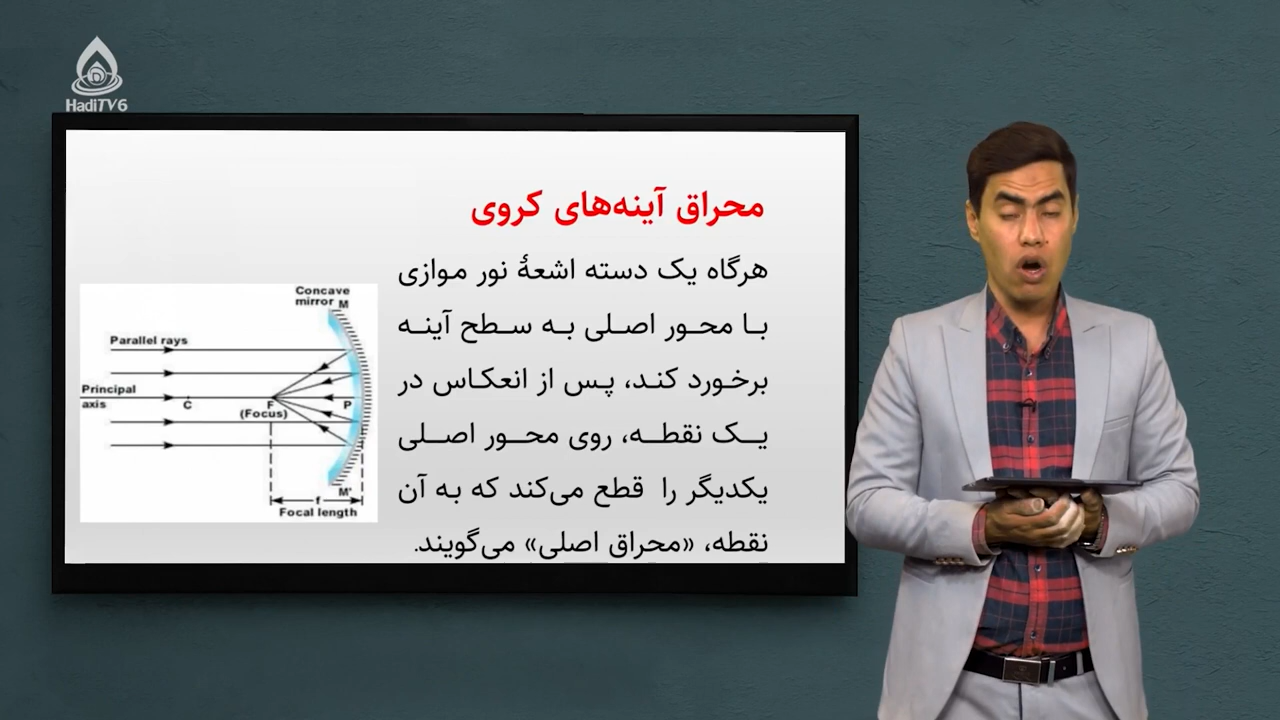 HadiTV6
محراق آینه‌های کروی
هرگاه یک دسته اشعهٔ نور موازی
با محور اصلی به سطح آینه
برخورد کند، پس از انعکاس در
یک نقطه، روی محور اصلی
یکدیگر را قطع می‌کند که به آن
نقطه، «محراق اصلی» می‌گویند.
Concave
mirror M
Parallel rays
Principal
axis
C
F
(Focus)
P
M'
f
Focal length